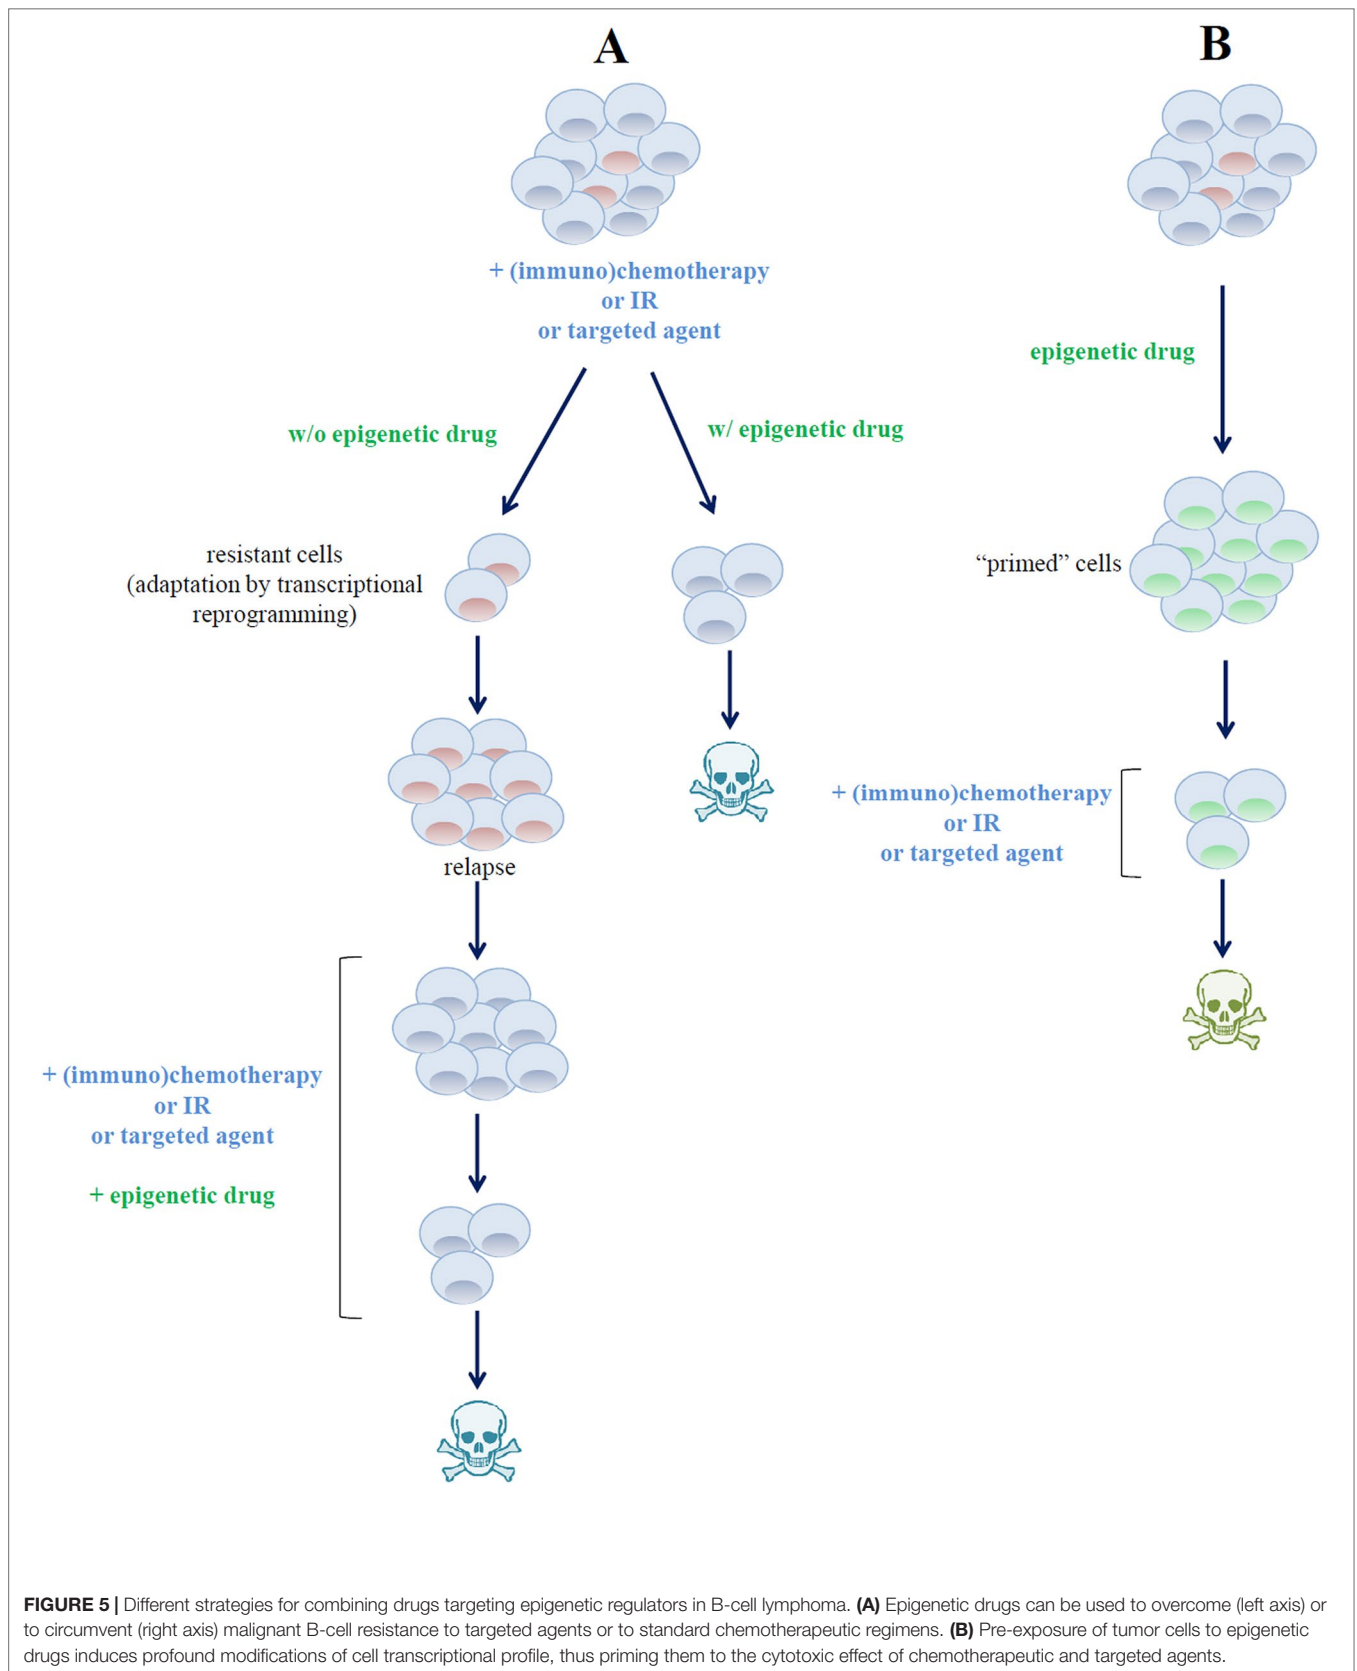 A
B
+ (immuno)chemotherapy
or IR
or targeted agent
w/o epigenetic drug
w/ epigenetic drug
epigenetic drug
resistant cells
(adaptation by transcriptional
reprogramming)
“primed” cells
relapse
+ (immuno)chemotherapy
or IR
or targeted agent
+ (immuno)chemotherapy
or IR
or targeted agent
+ epigenetic drug
FIGURE 5 | Different strategies for combining drugs targeting epigenetic regulators in B-cell lymphoma. (A) Epigenetic drugs can be used to overcome (left axis) or
to circumvent (right axis) malignant B-cell resistance to targeted agents or to standard chemotherapeutic regimens. (B) Pre-exposure of tumor cells to epigenetic
drugs induces profound modifications of cell transcriptional profile, thus priming them to the cytotoxic effect of chemotherapeutic and targeted agents.